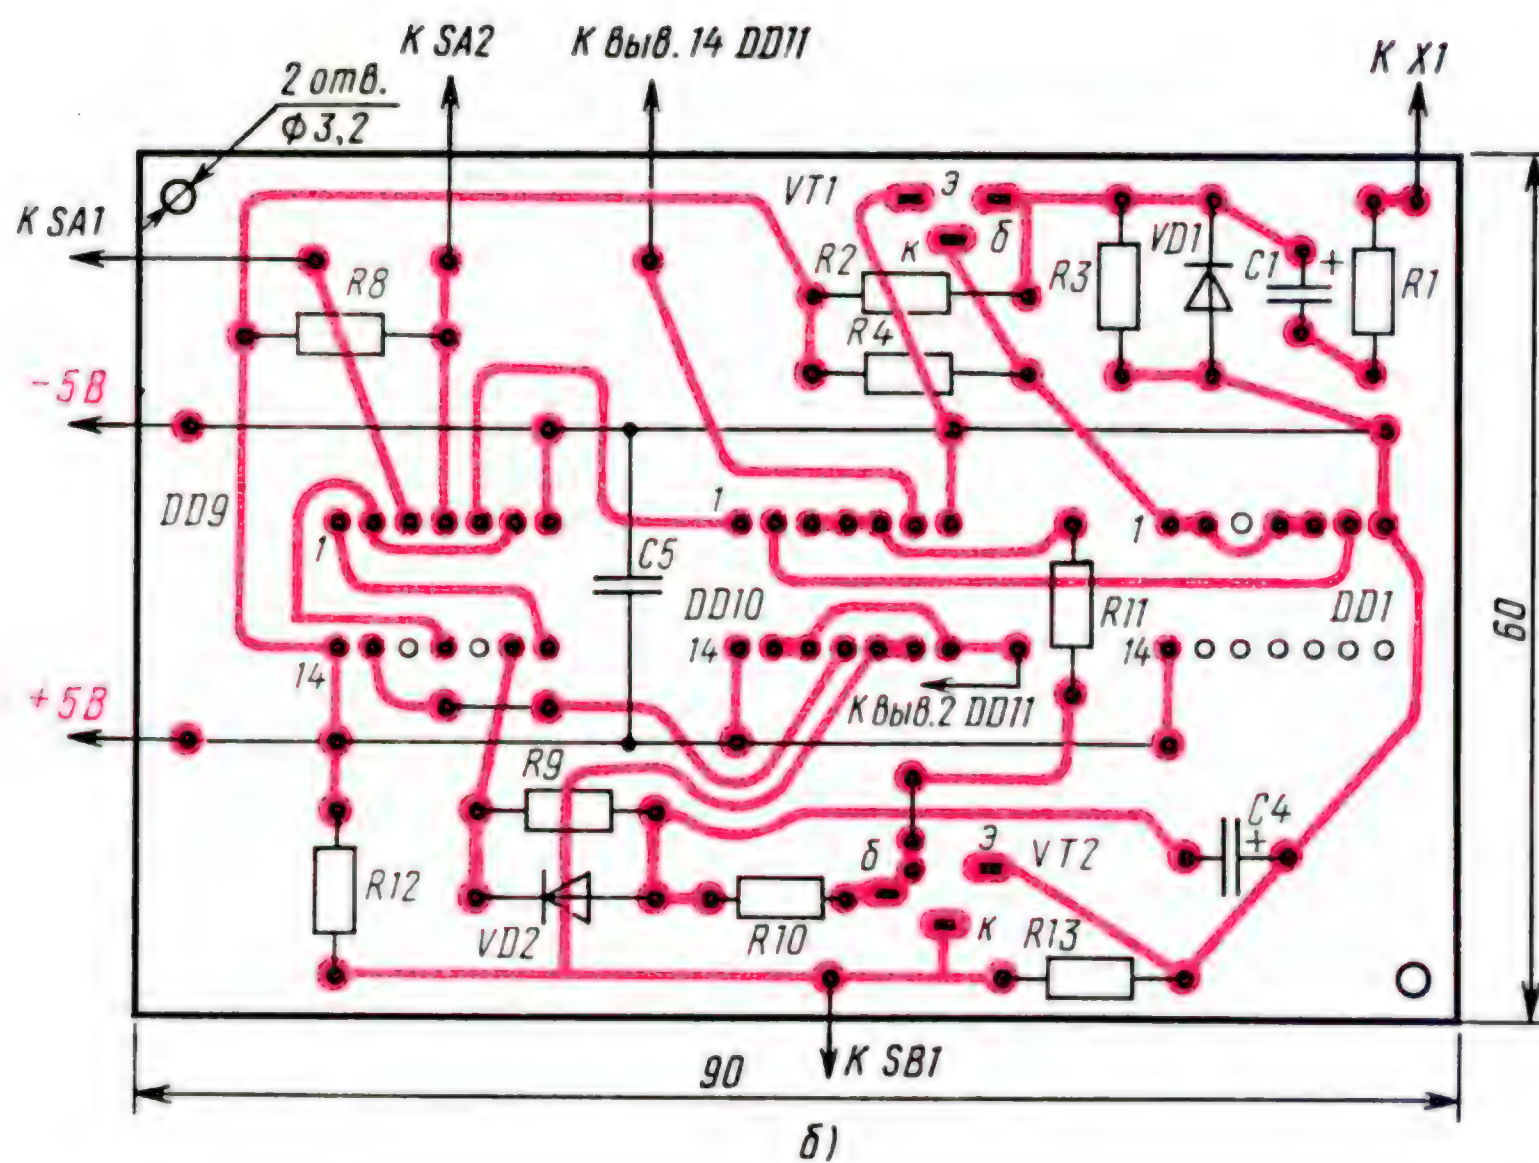 К SA2
К выв. 14 DD11
К X1
2 отв.
Ф 3,2
К SA1
VT1
Э
б
к
R8
R2
R3
VD1
C1
+
R1
R4
-5В
DD9
1
1
1
C5
DD10
R11
DD1
14
14
14
60
+5В
К выв.2 DD11
R9
C4
+
б
Э
VT2
R12
VD2
R10
к
R13
К SB1
90
б)